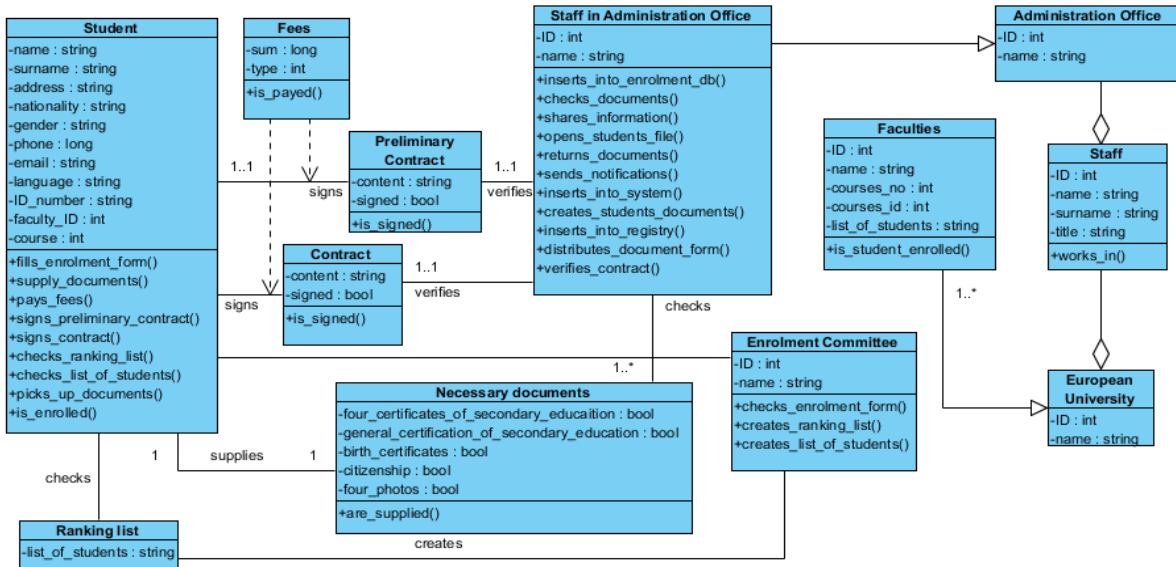 Student
-name : string
-surname : string
-address : string
-nationality : string
-gender : string
-phone : long
-email : string
-language : string
-ID_number : string
-faculty_ID : int
-course : int
+fills_enrolment_form()
+supply_documents()
+pays_fees()
+signs_preliminary_contract()
+signs_contract()
+checks_ranking_list()
+checks_list_of_students()
+picks_up_documents()
+is_enrolled()
Fees
-sum : long
-type : int
+is_payed()
1..1
signs
Preliminary
Contract
-content : string
-signed : bool
+is_signed()
1..1
verifies
signs
Contract
-content : string
-signed : bool
+is_signed()
1..1
verifies
Staff in Administration Office
-ID : int
-name : string
+inserts_into_enrolment_db()
+checks_documents()
+shares_information()
+opens_students_file()
+returns_documents()
+sends_notifications()
+inserts_into_system()
+creates_students_documents()
+inserts_into_registry()
+distributes_document_form()
+verifies_contract()
checks
1..*
Administration Office
-ID : int
-name : string
Faculties
-ID : int
-name : string
-courses_no : int
-courses_id : int
-list_of_students : string
+is_student_enrolled()
1..*
Staff
-ID : int
-name : string
-surname : string
-title : string
+works_in()
European
University
-ID : int
-name : string
Enrolment Committee
-ID : int
-name : string
+checks_enrolment_form()
+creates_ranking_list()
+creates_list_of_students()
Necessary documents
-four_certificates_of_secondary_educaition : bool
-general_certification_of_secondary_education : bool
-birth_certificates : bool
-citizenship : bool
-four_photos : bool
+are_supplied()
1
supplies
1
checks
Ranking list
-list_of_students : string
creates